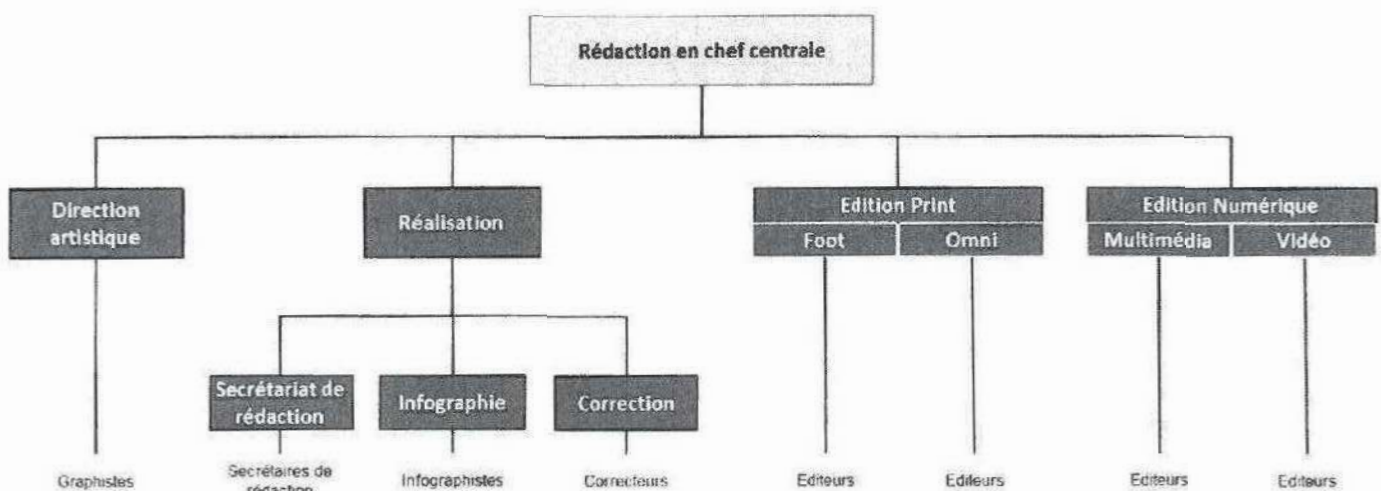 Rédaction en chef centrale
Direction
artistique
Réalisation
Edition Print
Foot
Omni
Edition Numérique
Multimédia
Vidéo
Secrétariat de
rédaction
Infographie
Correction
Graphistes
Secrétaires de
rédaction
Infographistes
Correcteurs
Editeurs
Editeurs
Editeurs
Editeurs